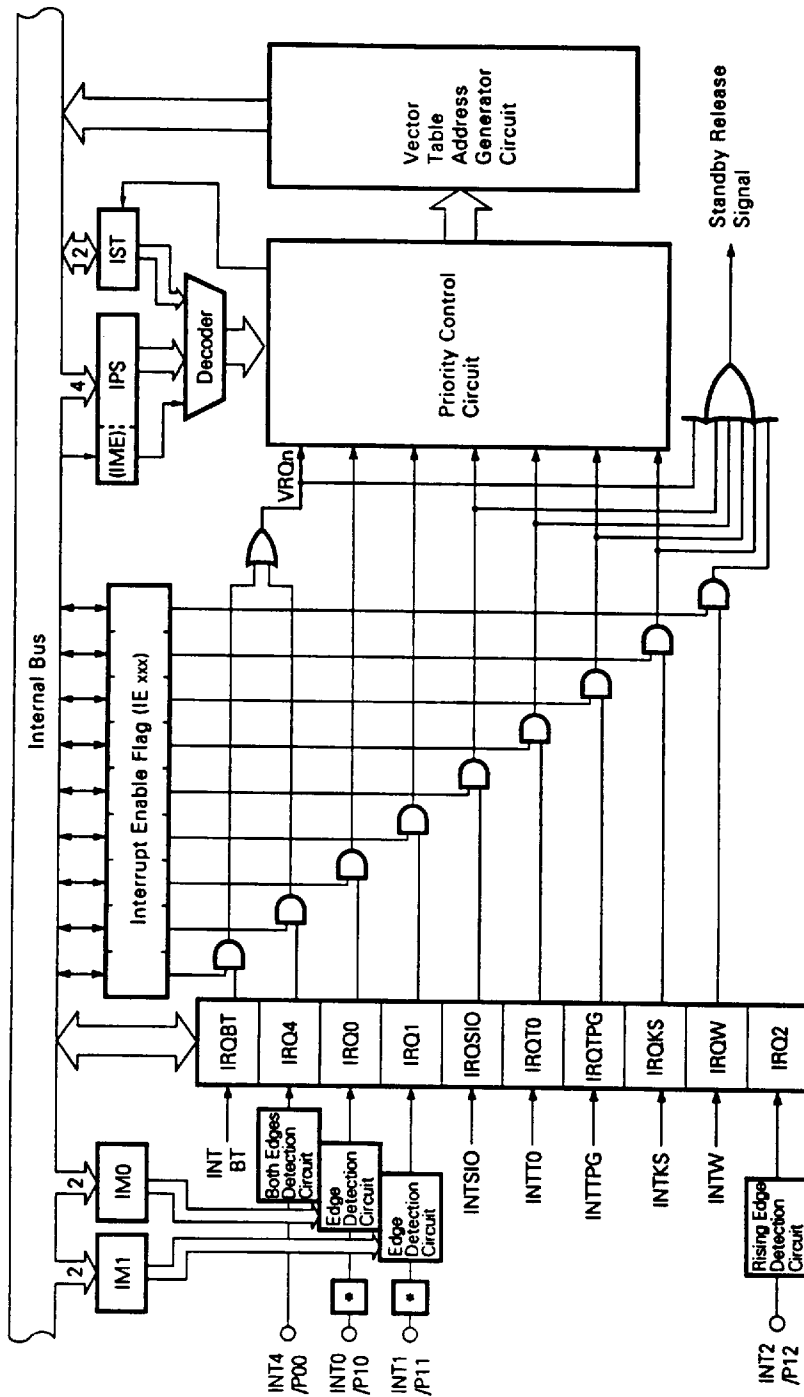 Internal Bus
2
IM1
2
IM0
Interrupt Enable Flag (IE xxx)
(IME)
IPS
4
IST
2
Decoder
VRQn
Priority Control
Circuit
Vector
Table
Address
Generator
Circuit
Standby Release
Signal
INT
BT
Both Edges
Detection
Circuit
Edge
Detection
Circuit
Edge
Detection
Circuit
Rising Edge
Detection
Circuit
INT4
/P00
INT0
/P10
*
INT1
/P11
*
INTSIO
INTT0
INTTPG
INTKS
INTW
INT2
/P12
IRQBT
IRQ4
IRQ0
IRQ1
IRQSIO
IRQT0
IRQTPG
IRQKS
IRQW
IRQ2